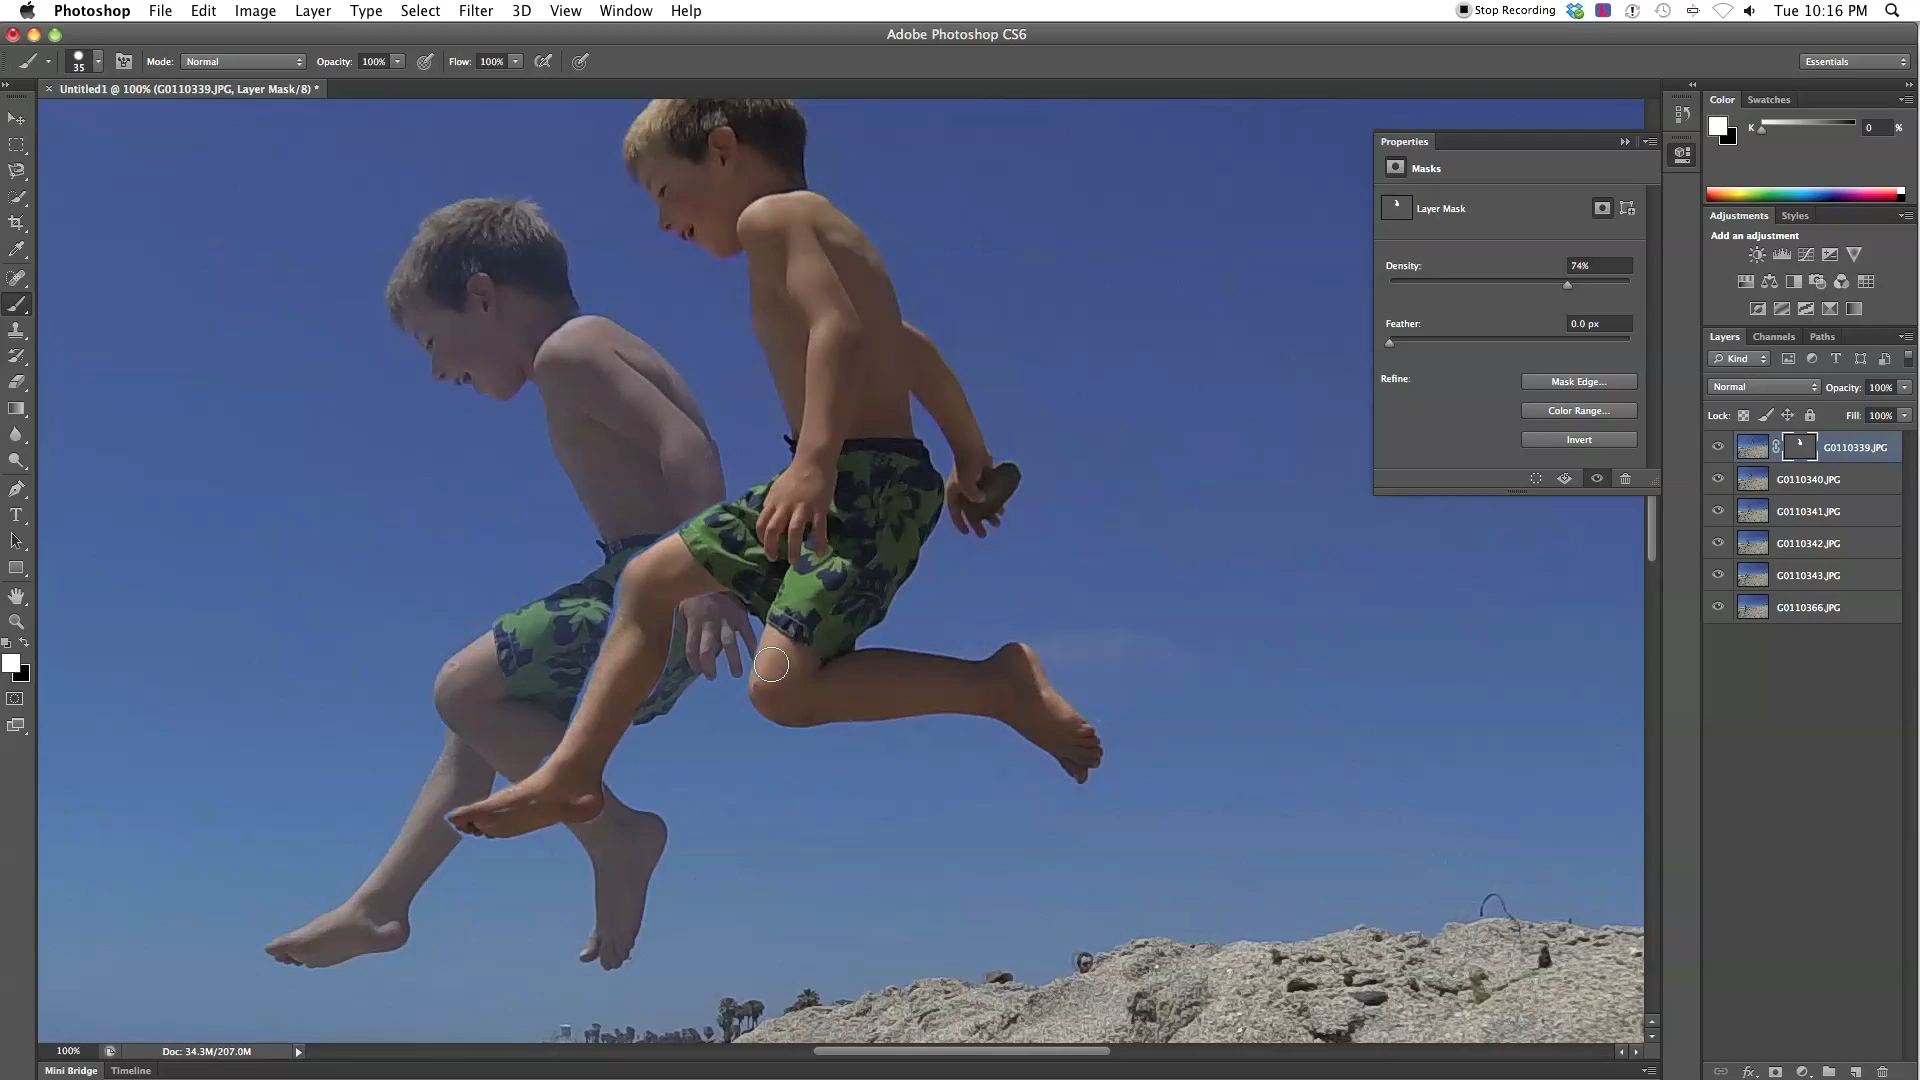 Photoshop File Edit Image Layer Type Select Filter 3D View Window Help Stop Recording Tue 10:16 PM
Adobe Photoshop CS6
35 Mode: Normal Opacity: 100% Flow: 100% Essentials
Untitled1 @ 100% (G0110339.JPG, Layer Mask/8) *
Color Swatches
K 0 %
Properties
Masks
Layer Mask
Density: 74%
Feather: 0.0 px
Refine: Mask Edge...
Color Range...
Invert
Adjustments Styles
Add an adjustment
Layers Channels Paths
Kind
Normal Opacity: 100%
Lock: Fill: 100%
G0110339.JPG
G0110340.JPG
G0110341.JPG
G0110342.JPG
G0110343.JPG
G0110366.JPG
100% Doc: 34.3M/207.0M
Mini Bridge Timeline